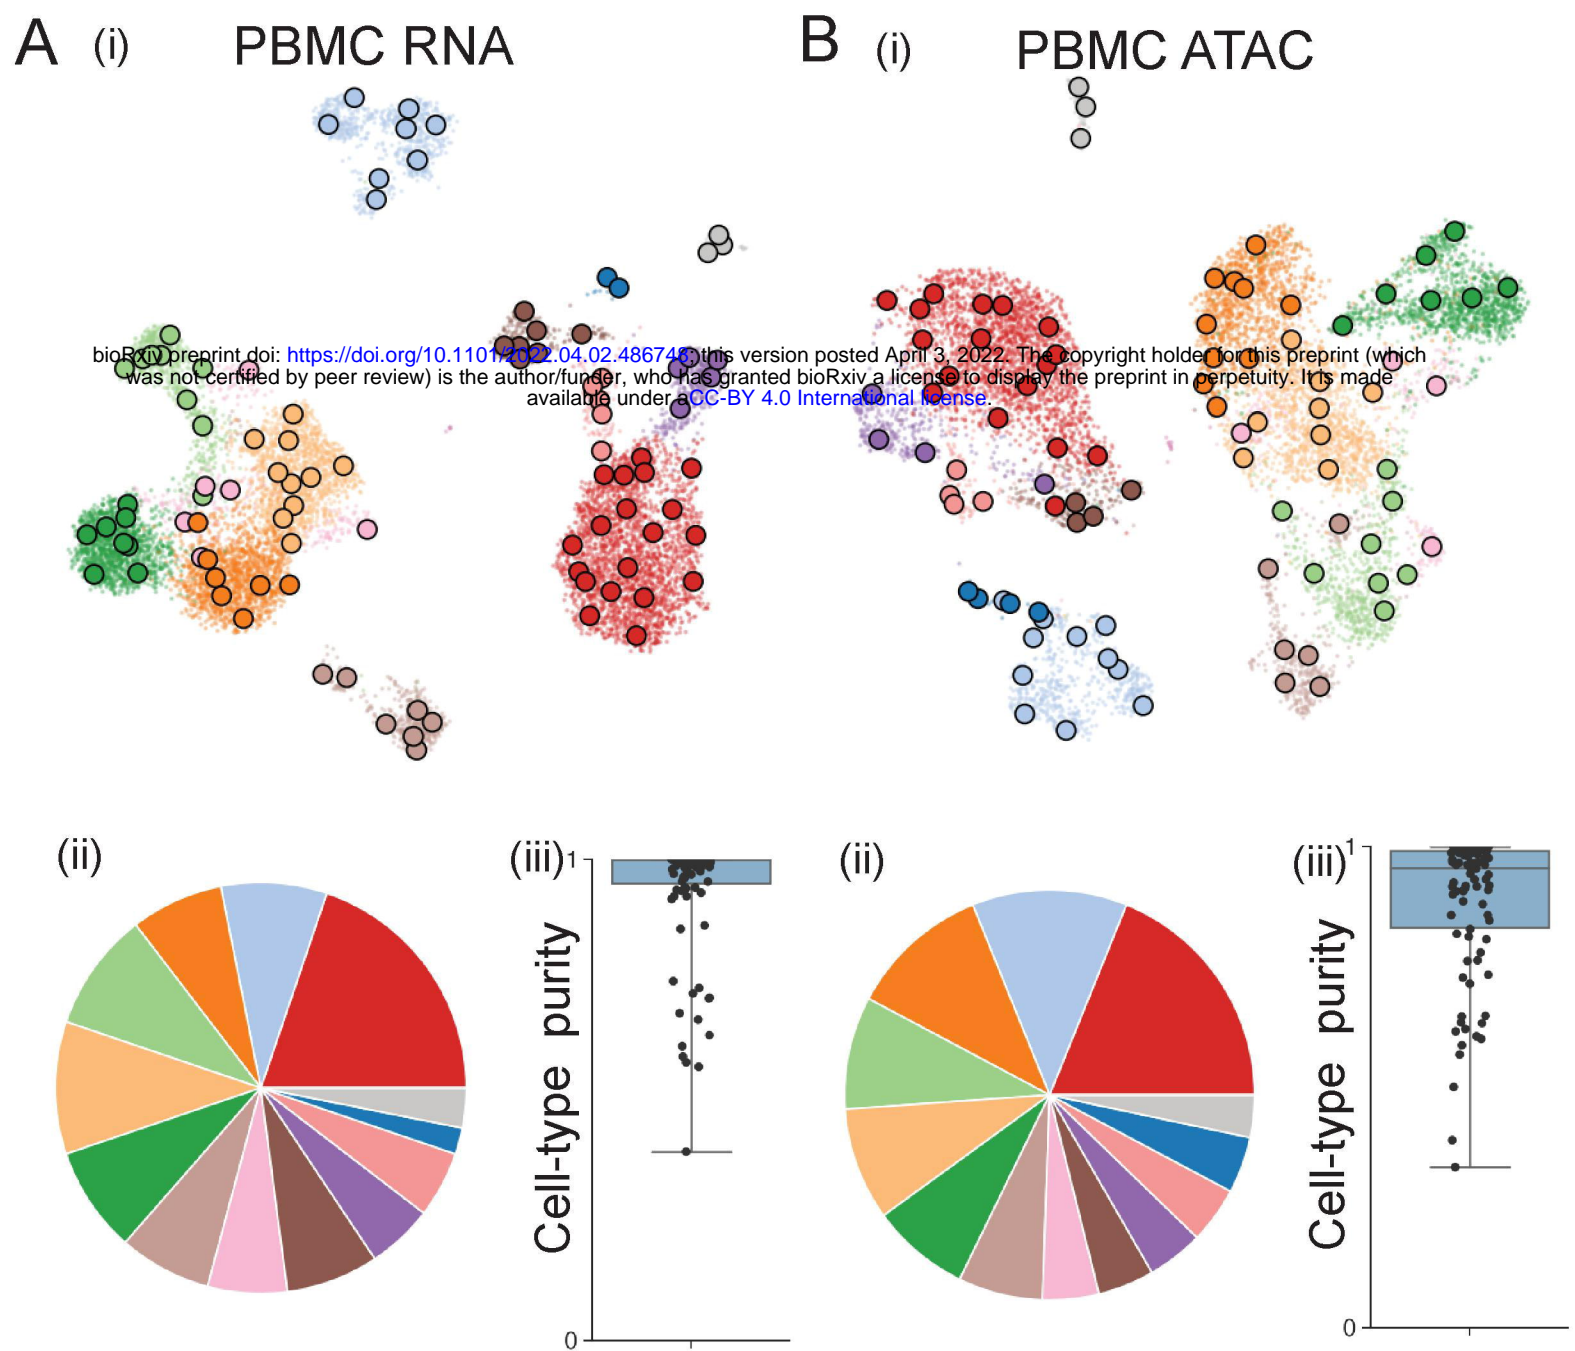 A (i) PBMC RNA
B (i) PBMC ATAC
bioRxiv preprint doi: https://doi.org/10.1101/2022.04.02.486748; this version posted April 3, 2022. The copyright holder for this preprint (which
was not certified by peer review) is the author/funder, who has granted bioRxiv a license to display the preprint in perpetuity. It is made
available under aCC-BY 4.0 International license.
(ii)
(iii)
1
Cell-type purity
0
(ii)
(iii)
1
Cell-type purity
0